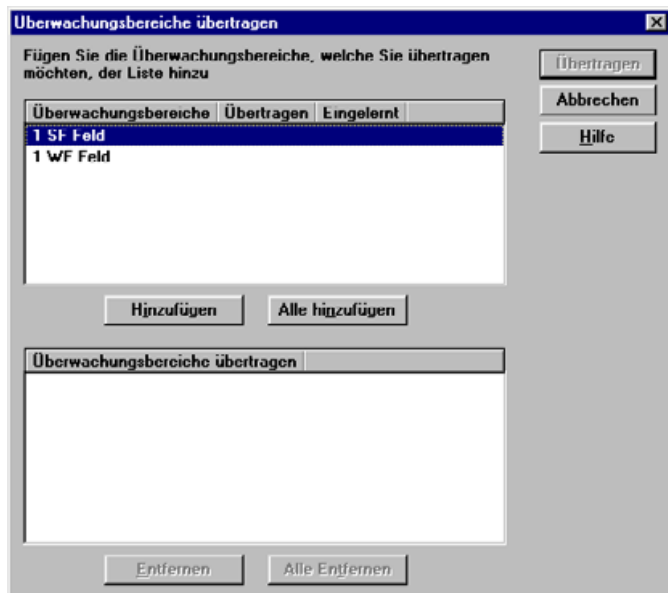 Überwachungsbereiche übertragen
Fügen Sie die Überwachungsbereiche, welche Sie übertragen
möchten, der Liste hinzu
Übertragen
Abbrechen
Hilfe
Überwachungsbereiche Übertragen Eingelernt
1 SF Feld
1 WF Feld
Hinzufügen Alle hinzufügen
Überwachungsbereiche übertragen
Entfernen Alle Entfernen